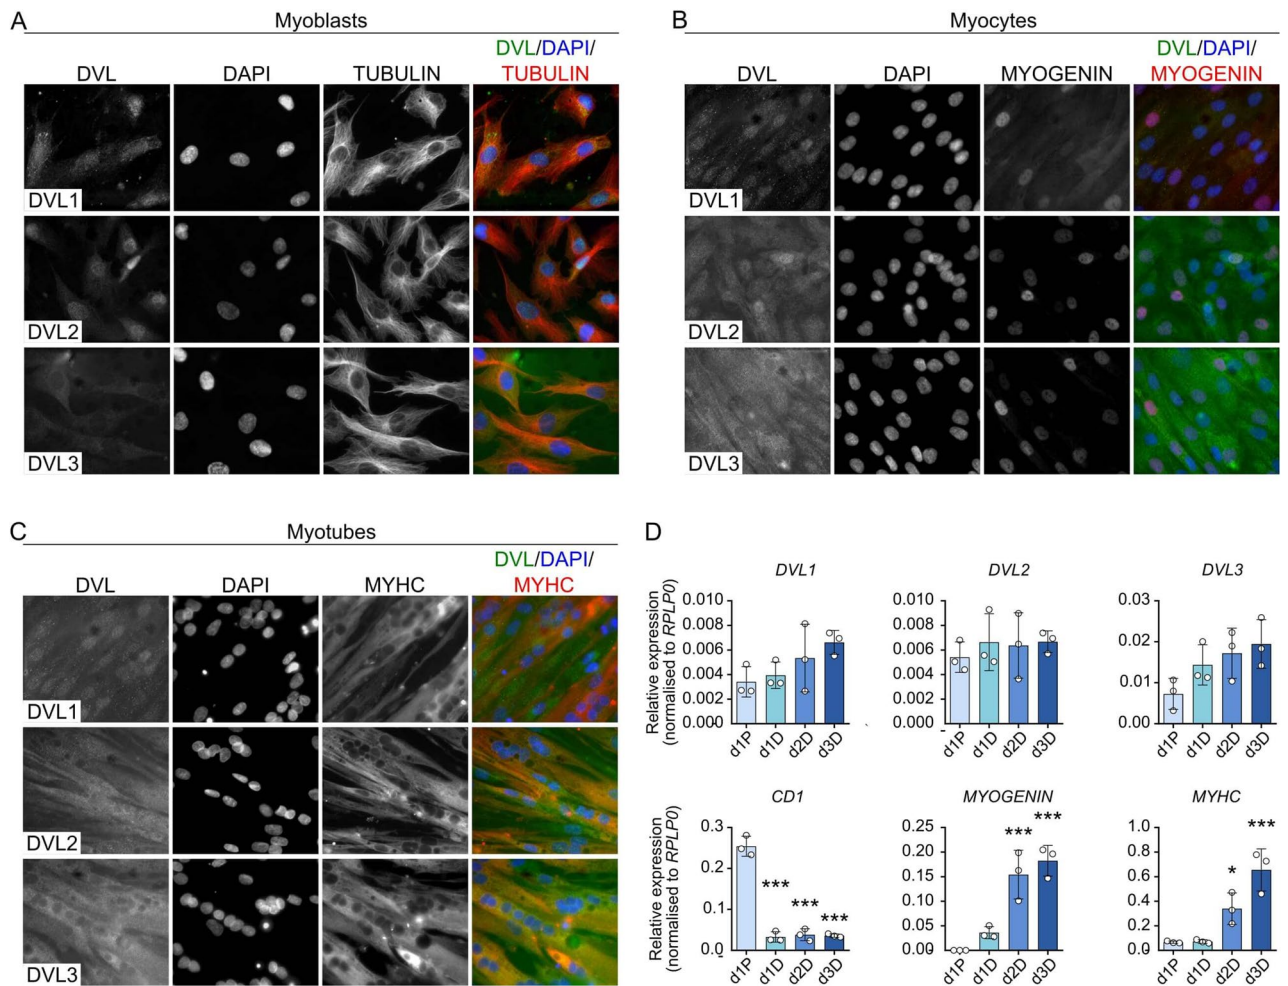 A
Myoblasts
DVL/DAPI/
DVL DAPI TUBULIN TUBULIN
DVL1
DVL2
DVL3
B
Myocytes
DVL/DAPI/
DVL DAPI MYOGENIN MYOGENIN
DVL1
DVL2
DVL3
C
Myotubes
DVL/DAPI/
DVL DAPI MYHC MYHC
DVL1
DVL2
DVL3
D
DVL1
Relative expression
(normalised to RPLP0)
0.010
0.008
0.006
0.004
0.002
0.000
d1P d1D d2D d3D
DVL2
0.010
0.008
0.006
0.004
0.002
0.000
d1P d1D d2D d3D
DVL3
0.03
0.02
0.01
0.00
d1P d1D d2D d3D
CD1
Relative expression
(normalised to RPLP0)
0.3
0.2
0.1
0.0
*** *** ***
d1P d1D d2D d3D
MYOGENIN
0.25
0.20
0.15
0.10
0.05
0.00
*** ***
d1P d1D d2D d3D
MYHC
1.0
0.8
0.6
0.4
0.2
0.0
* ***
d1P d1D d2D d3D